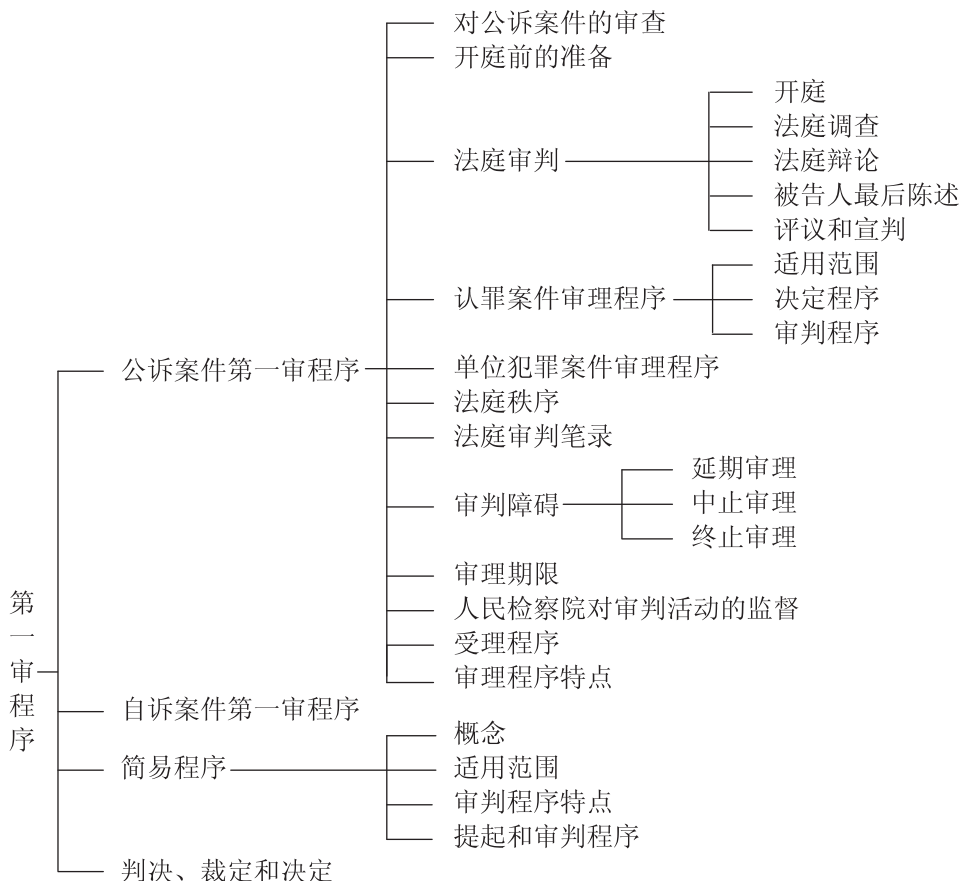 第一审程序
公诉案件第一审程序
对公诉案件的审查
开庭前的准备
法庭审判
开庭
法庭调查
法庭辩论
被告人最后陈述
评议和宣判
认罪案件审理程序
适用范围
决定程序
审判程序
单位犯罪案件审理程序
法庭秩序
法庭审判笔录
审判障碍
延期审理
中止审理
终止审理
审理期限
人民检察院对审判活动的监督
受理程序
审理程序特点
自诉案件第一审程序
简易程序
概念
适用范围
审判程序特点
提起和审判程序
判决、裁定和决定